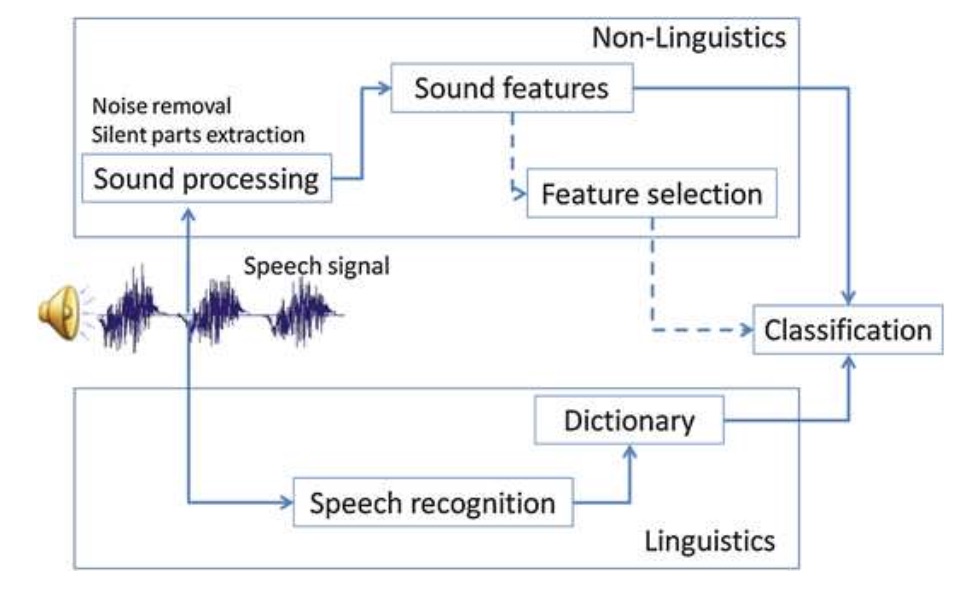 Non-Linguistics
Sound features
Noise removal
Silent parts extraction
Sound processing
Feature selection
Speech signal
Classification
Dictionary
Speech recognition
Linguistics